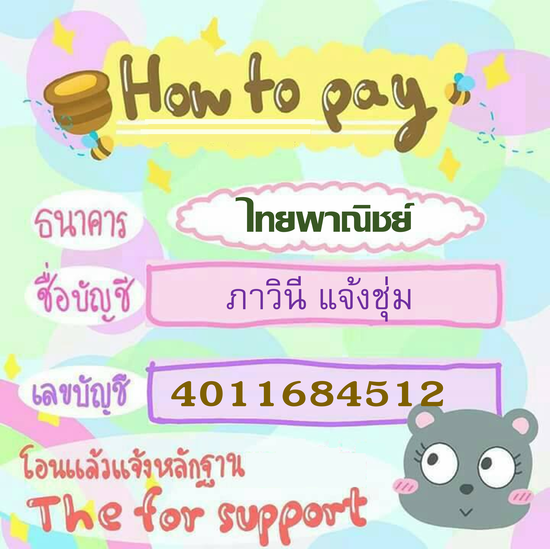 How to pay
ธนาคาร ไทยพาณิชย์
ชื่อบัญชี ภาวินี แจ้งชุ่ม
เลขบัญชี 4011684512
โอนแล้วแจ้งหลักฐาน
The for support